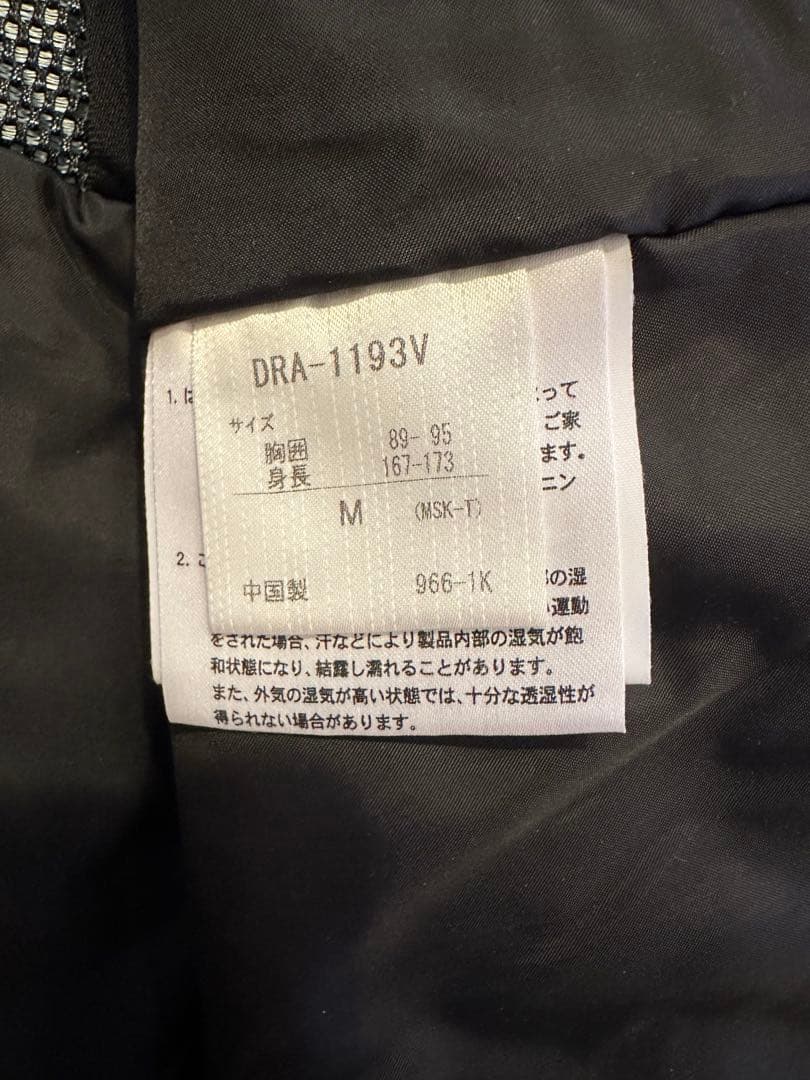 DRA-1193V
サイズ
胸囲 89-95
身長 167-173
M (MSK-T)
中国製 966-1K
1. は
って
ご家
ます。
ニン
2. こ
の湿
運動
をされた場合、汗などにより製品内部の湿気が飽
和状態になり、結露し濡れることがあります。
また、外気の湿気が高い状態では、十分な透湿性が
得られない場合があります。